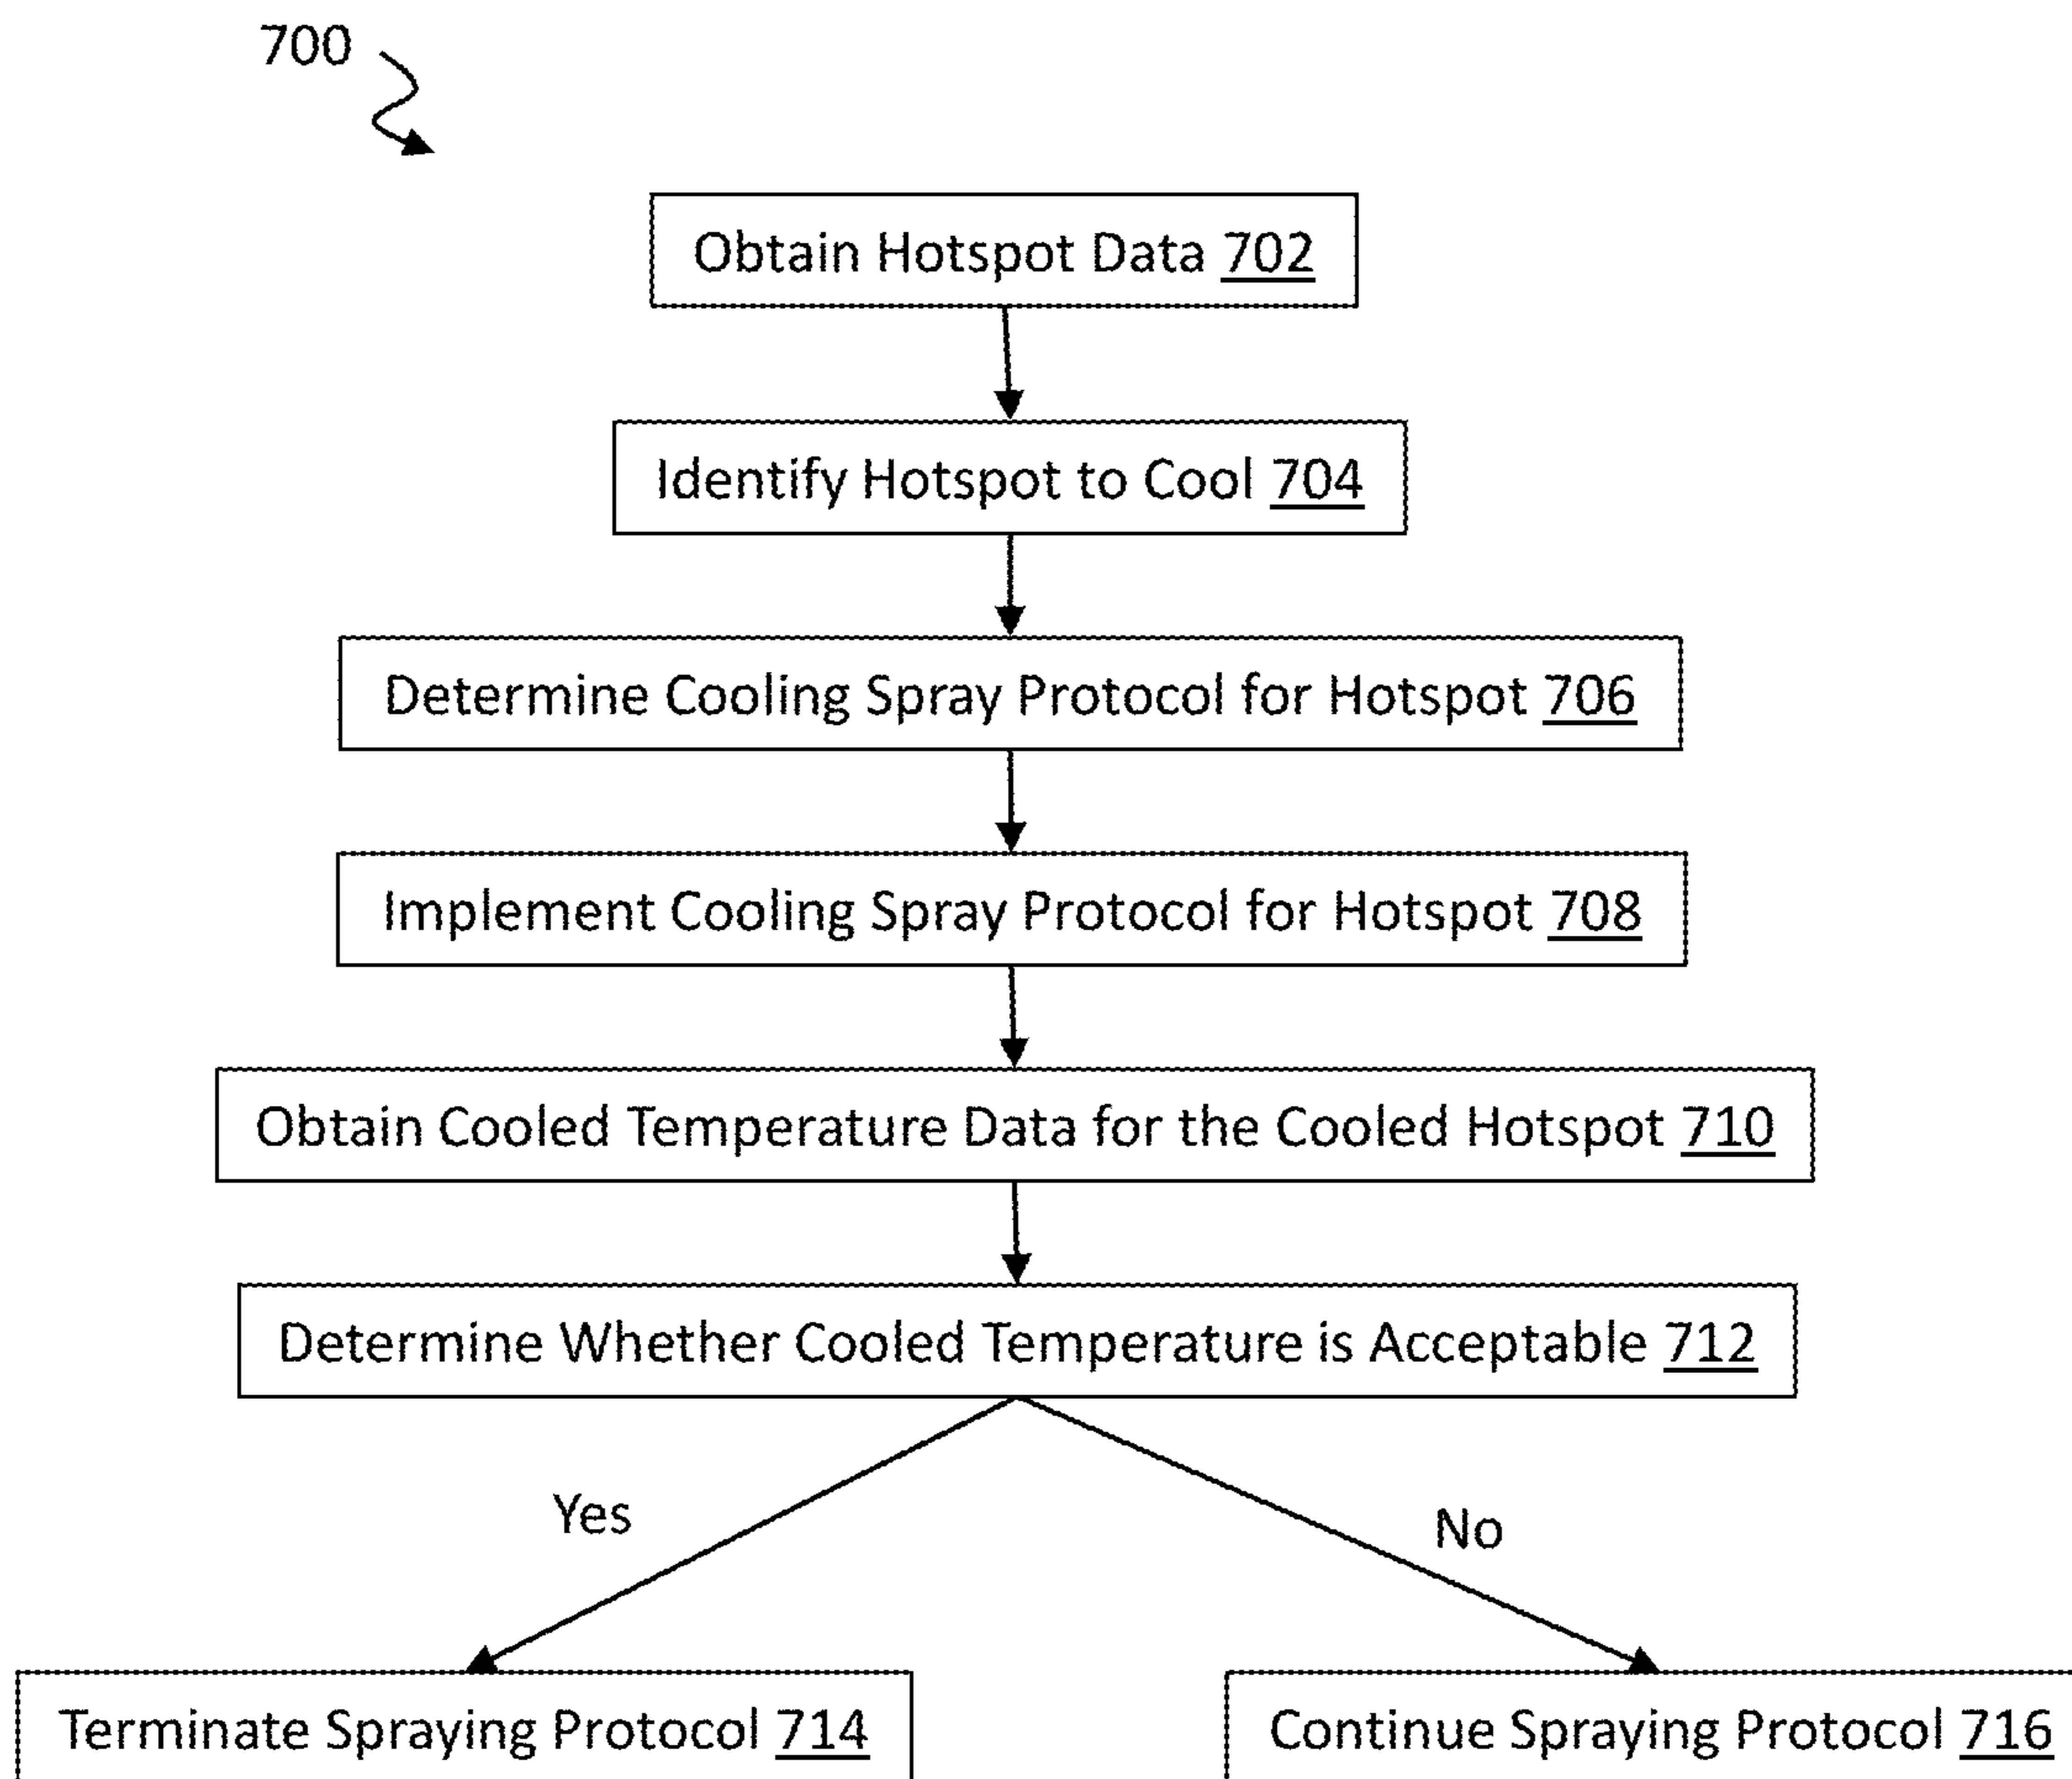 700
Obtain Hotspot Data 702
Identify Hotspot to Cool 704
Determine Cooling Spray Protocol for Hotspot 706
Implement Cooling Spray Protocol for Hotspot 708
Obtain Cooled Temperature Data for the Cooled Hotspot 710
Determine Whether Cooled Temperature is Acceptable 712
Yes
No
Terminate Spraying Protocol 714
Continue Spraying Protocol 716